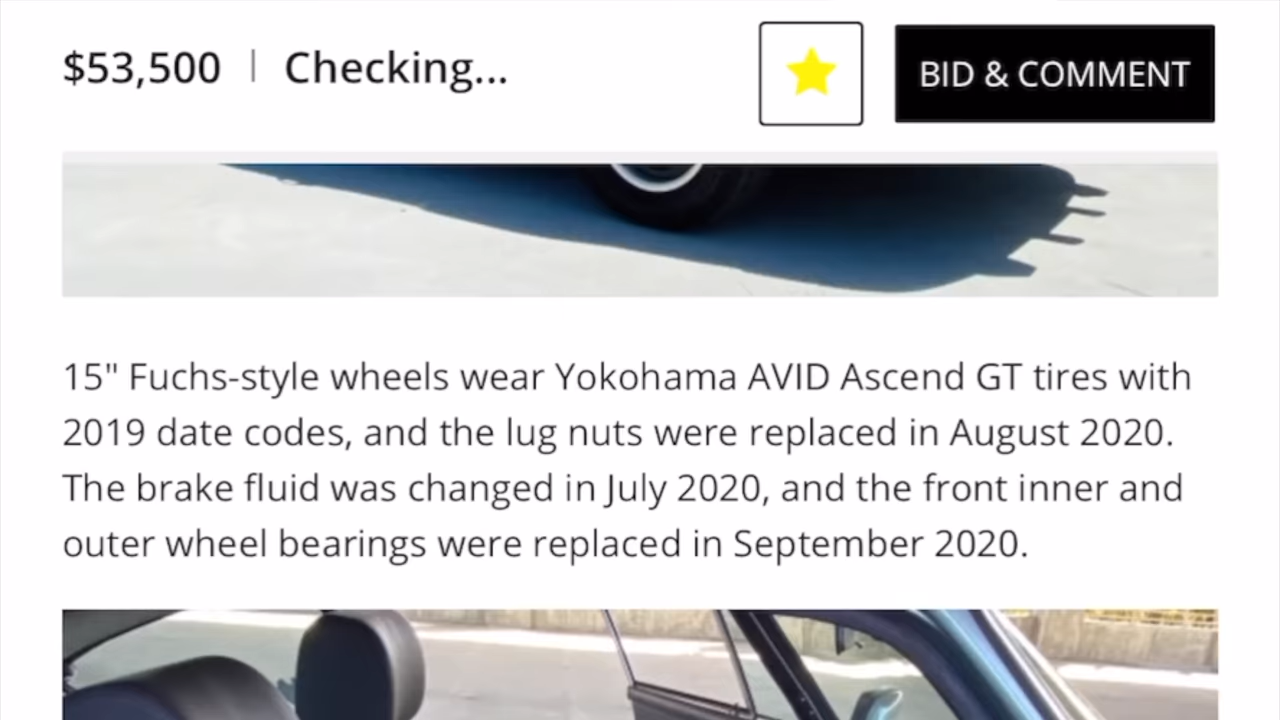 $53,500 | Checking...
BID & COMMENT
15" Fuchs-style wheels wear Yokohama AVID Ascend GT tires with
2019 date codes, and the lug nuts were replaced in August 2020.
The brake fluid was changed in July 2020, and the front inner and
outer wheel bearings were replaced in September 2020.